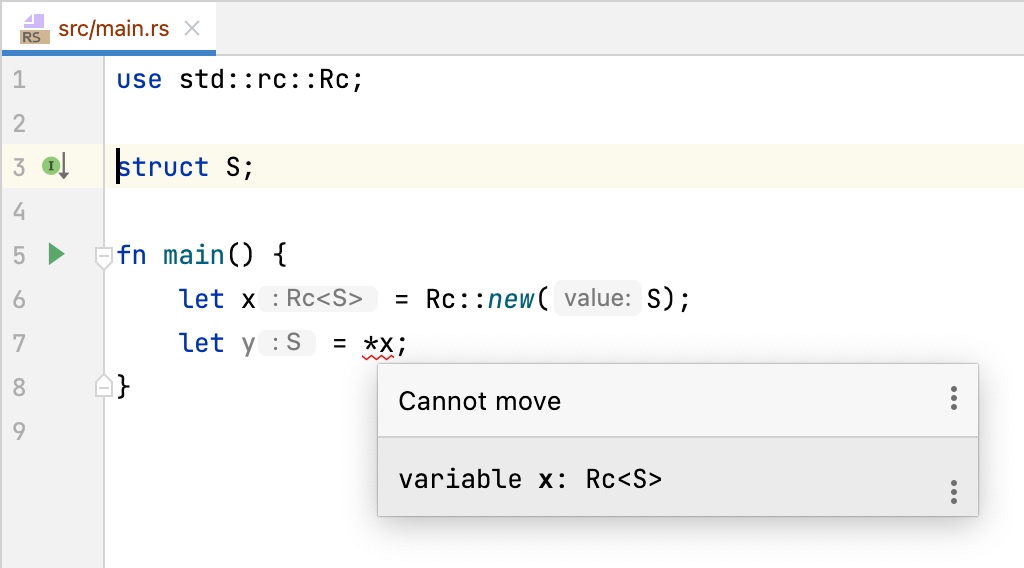 RS src/main.rs
1 use std::rc::Rc;
2
3 I struct S;
4
5 fn main() {
6 let x : Rc<S> = Rc::new( value: S);
7 let y : S = *x;
8 }
9
Cannot move
variable x: Rc<S>